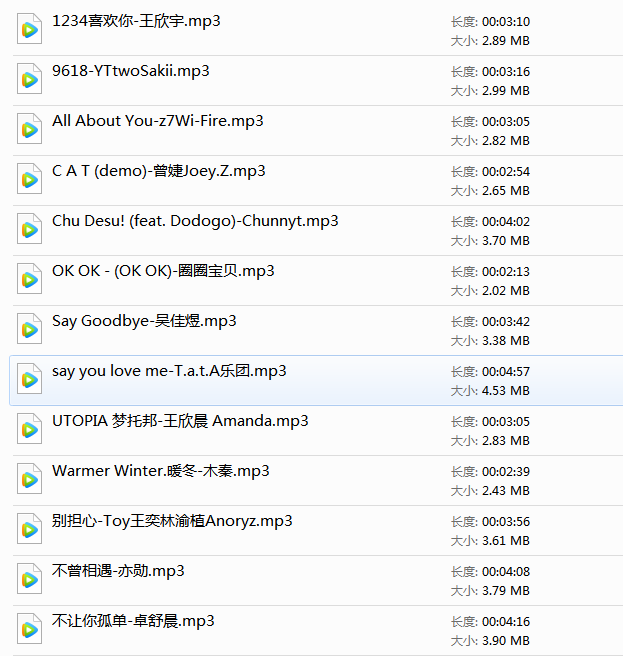 1234喜欢你-王欣宇.mp3
长度: 00:03:10
大小: 2.89 MB
9618-YTtwoSakii.mp3
长度: 00:03:16
大小: 2.99 MB
All About You-z7Wi-Fire.mp3
长度: 00:03:05
大小: 2.82 MB
C A T (demo)-曾婕Joey.Z.mp3
长度: 00:02:54
大小: 2.65 MB
Chu Desu! (feat. Dodogo)-Chunnyt.mp3
长度: 00:04:02
大小: 3.70 MB
OK OK - (OK OK)-圈圈宝贝.mp3
长度: 00:02:13
大小: 2.02 MB
Say Goodbye-吴佳煜.mp3
长度: 00:03:42
大小: 3.38 MB
say you love me-T.a.t.A乐团.mp3
长度: 00:04:57
大小: 4.53 MB
UTOPIA 梦托邦-王欣晨 Amanda.mp3
长度: 00:03:05
大小: 2.83 MB
Warmer Winter.暖冬-木秦.mp3
长度: 00:02:39
大小: 2.43 MB
别担心-Toy王奕林渝植Anoryz.mp3
长度: 00:03:56
大小: 3.61 MB
不曾相遇-亦勋.mp3
长度: 00:04:08
大小: 3.79 MB
不让你孤单-卓舒晨.mp3
长度: 00:04:16
大小: 3.90 MB